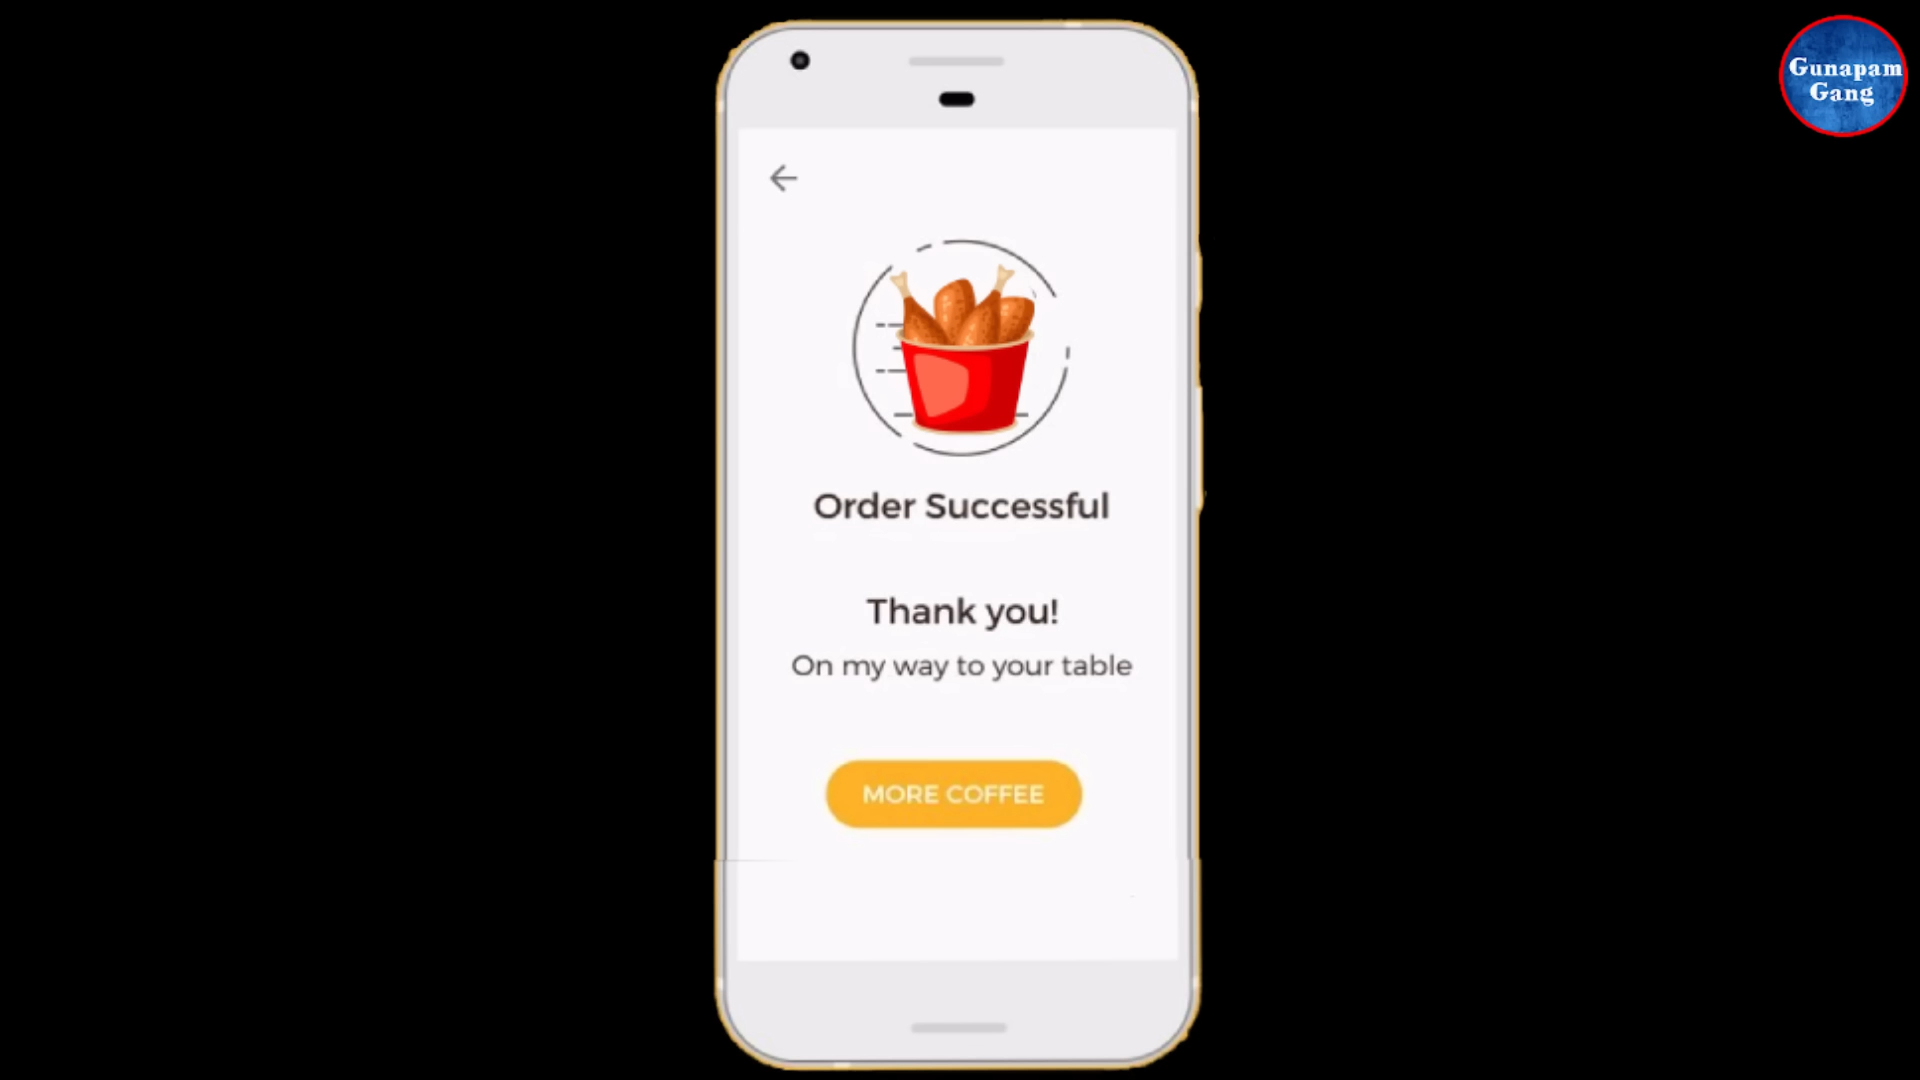 Gunapam
Gang
Order Successful
Thank you!
On my way to your table
MORE COFFEE